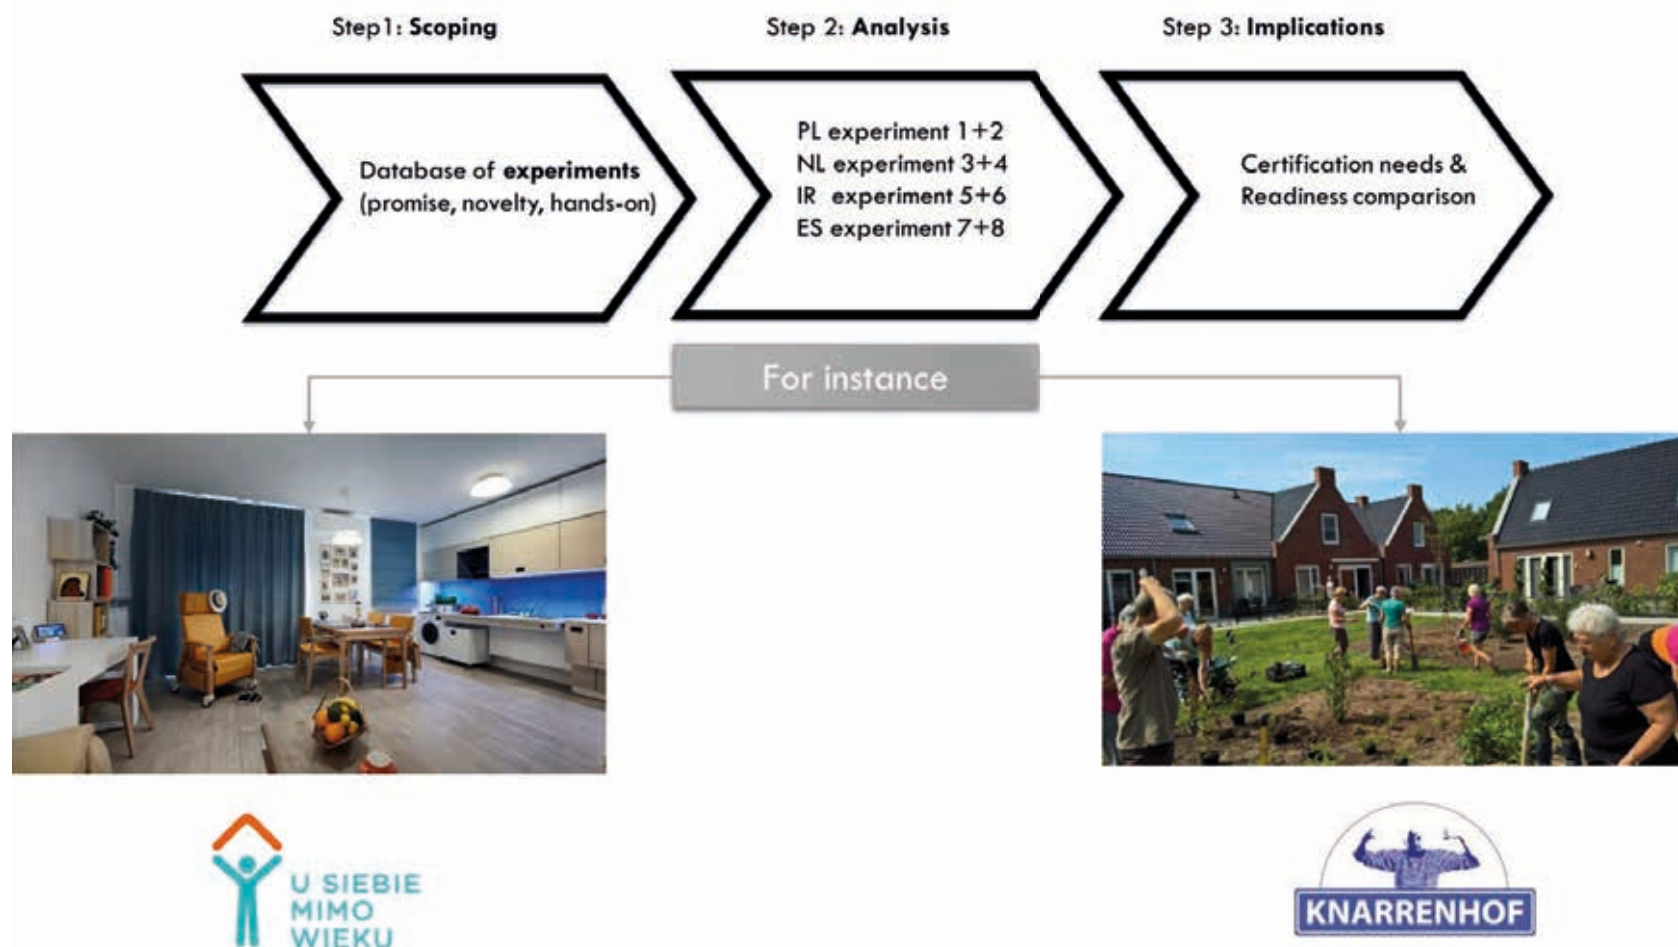 Step1: Scoping
Step 2: Analysis
Step 3: Implications
Database of experiments
(promise, novelty, hands-on)
PL experiment 1+2
NL experiment 3+4
IR experiment 5+6
ES experiment 7+8
Certification needs &
Readiness comparison
For instance
U SIEBIE
MIMO
WIEKU
KNARRENHOF